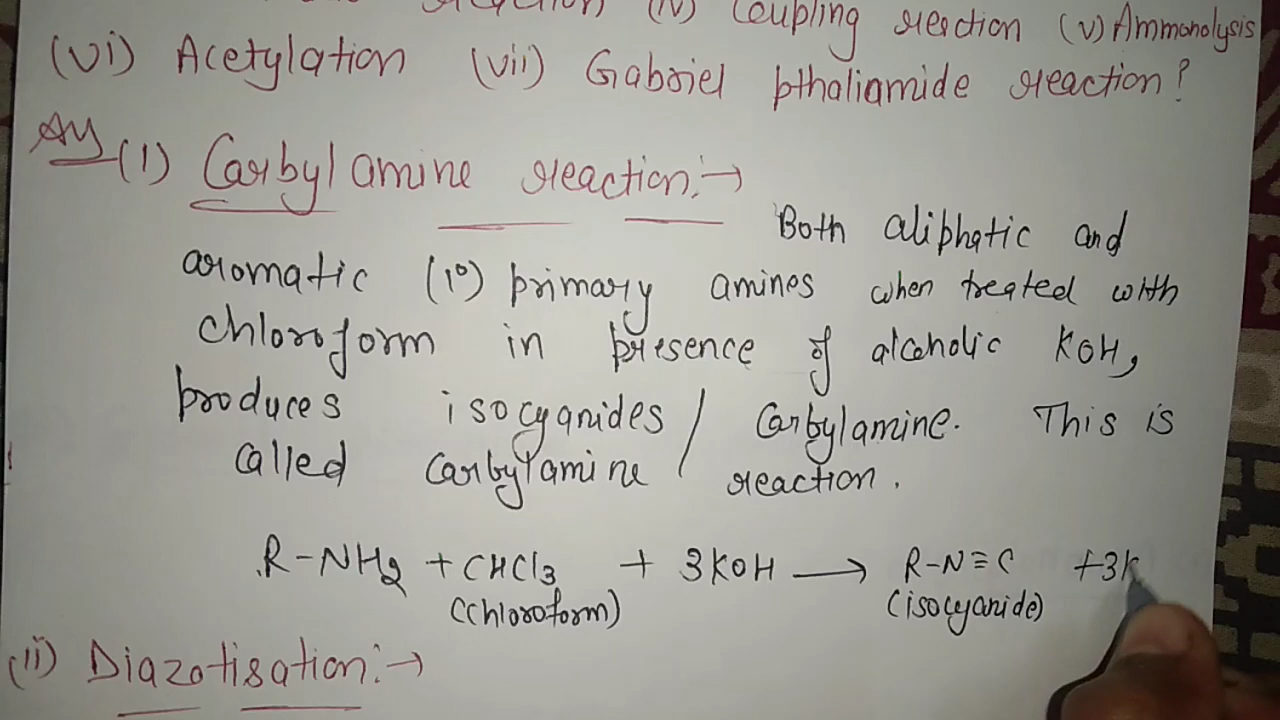 reaction (iv) Coupling reaction (v) Ammonolysis
(vi) Acetylation (vii) Gabriel pthaliamide reaction?
Ans (1) Carbylamine reaction:→
Both aliphatic and
aromatic (1°) primary amines when treated with
chloroform in presence of alcoholic KOH,
produces isocyanides / Carbylamine. This is
called carbylamine reaction.
R-NH2 + CHCl3 + 3KOH → R-N≡C +3K
(chloroform) (isocyanide)
(ii) Diazotisation:→